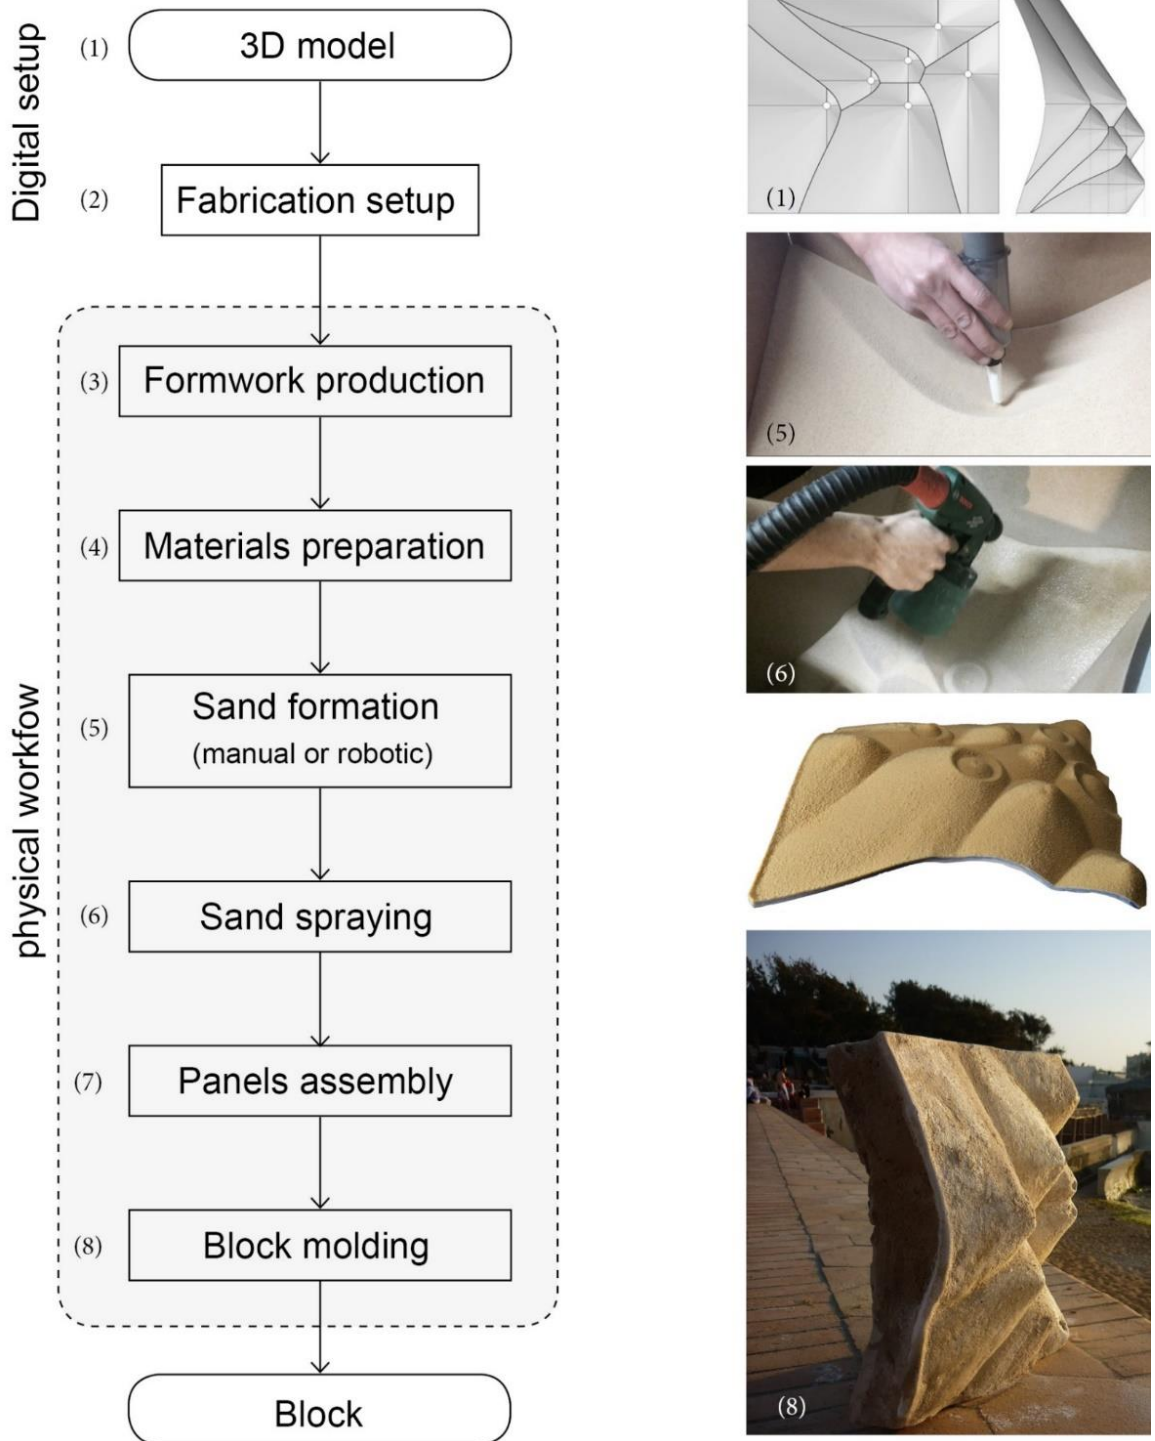 Digital setup
(1)
3D model
(2)
Fabrication setup
physical workfow
(3)
Formwork production
(4)
Materials preparation
(5)
Sand formation
(manual or robotic)
(6)
Sand spraying
(7)
Panels assembly
(8)
Block molding
Block
(1)
(5)
(6)
(8)